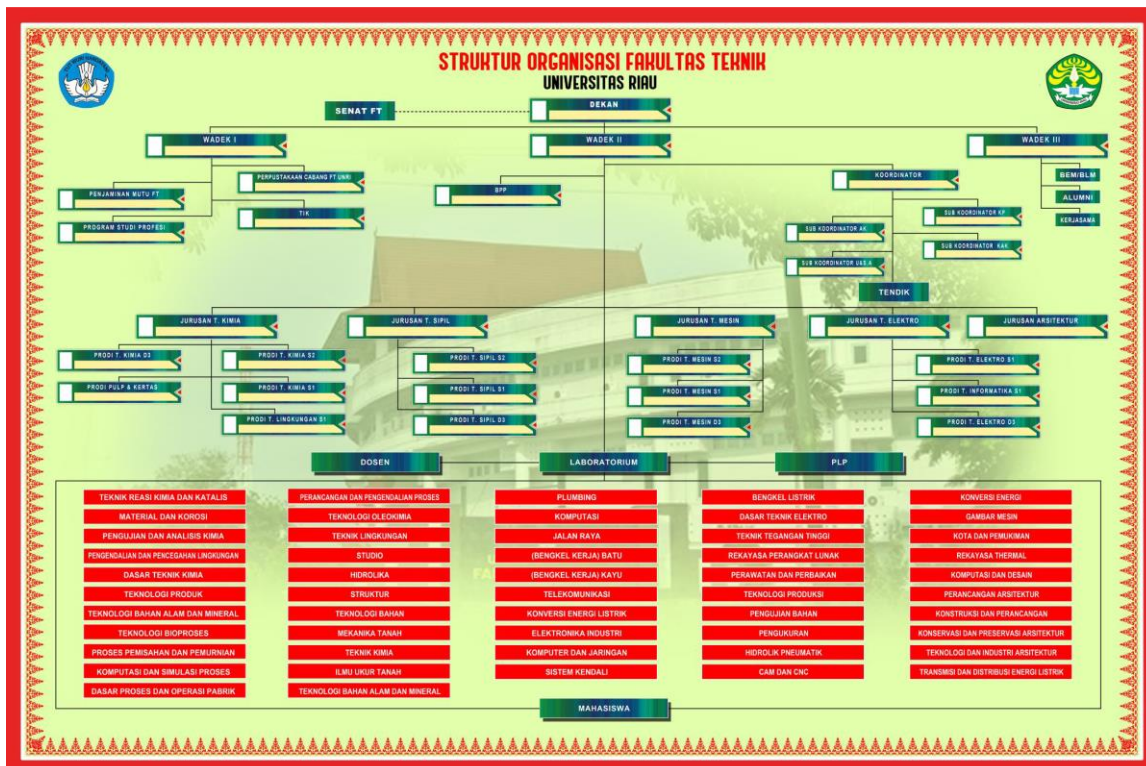 STRUKTUR ORGANISASI FAKULTAS TEKNIK
UNIVERSITAS RIAU
SENAT FT
DEKAN
WADEK I
WADEK II
WADEK III
PENJAMINAN MUTU FT
PERPUSTAKAAN CABANG FT UNRI
PROGRAM STUDI PROFESI
TIK
BPP
KOORDINATOR
BEM/BLM
ALUMNI
KERJASAMA
SUB KOORDINATOR AK
SUB KOORDINATOR KP
SUB KOORDINATOR U&S.A
SUB KOORDINATOR KAK
TENDIK
JURUSAN T. KIMIA
JURUSAN T. SIPIL
JURUSAN T. MESIN
JURUSAN T. ELEKTRO
JURUSAN ARSITEKTUR
PRODI T. KIMIA D3
PRODI T. KIMIA S2
PRODI PULP & KERTAS
PRODI T. KIMIA S1
PRODI T. LINGKUNGAN S1
PRODI T. SIPIL S2
PRODI T. SIPIL S1
PRODI T. SIPIL D3
PRODI T. MESIN S2
PRODI T. MESIN S1
PRODI T. MESIN D3
PRODI T. ELEKTRO S1
PRODI T. INFORMATIKA S1
PRODI T. ELEKTRO D3
DOSEN
LABORATORIUM
PLP
TEKNIK REASI KIMIA DAN KATALIS
MATERIAL DAN KOROSI
PENGUJIAN DAN ANALISIS KIMIA
PENGENDALIAN DAN PENCEGAHAN LINGKUNGAN
DASAR TEKNIK KIMIA
TEKNOLOGI PRODUK
TEKNOLOGI BAHAN ALAM DAN MINERAL
TEKNOLOGI BIOPROSES
PROSES PEMISAHAN DAN PEMURNIAN
KOMPUTASI DAN SIMULASI PROSES
DASAR PROSES DAN OPERASI PABRIK
PERANCANGAN DAN PENGENDALIAN PROSES
TEKNOLOGI OLEOKIMIA
TEKNIK LINGKUNGAN
STUDIO
HIDROLIKA
STRUKTUR
TEKNOLOGI BAHAN
MEKANIKA TANAH
TEKNIK KIMIA
ILMU UKUR TANAH
TEKNOLOGI BAHAN ALAM DAN MINERAL
PLUMBING
KOMPUTASI
JALAN RAYA
(BENGKEL KERJA) BATU
(BENGKEL KERJA) KAYU
TELEKOMUNIKASI
KONVERSI ENERGI LISTRIK
ELEKTRONIKA INDUSTRI
KOMPUTER DAN JARINGAN
SISTEM KENDALI
BENGKEL LISTRIK
DASAR TEKNIK ELEKTRO
TEKNIK TEGANGAN TINGGI
REKAYASA PERANGKAT LUNAK
PERAWATAN DAN PERBAIKAN
TEKNOLOGI PRODUKSI
PENGUJIAN BAHAN
PENGUKURAN
HIDROLIK PNEUMATIK
CAM DAN CNC
KONVERSI ENERGI
GAMBAR MESIN
KOTA DAN PEMUKIMAN
REKAYASA THERMAL
KOMPUTASI DAN DESAIN
PERANCANGAN ARSITEKTUR
KONSTRUKSI DAN PERANCANGAN
KONSERVASI DAN PRESERVASI ARSITEKTUR
TEKNOLOGI DAN INDUSTRI ARSITEKTUR
TRANSMISI DAN DISTRIBUSI ENERGI LISTRIK
MAHASISWA